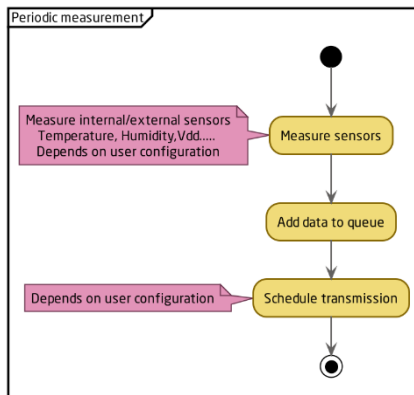 Periodic measurement
Measure internal/external sensors
Temperature, Humidity,Vdd.....
Depends on user configuration
Measure sensors
Add data to queue
Depends on user configuration
Schedule transmission